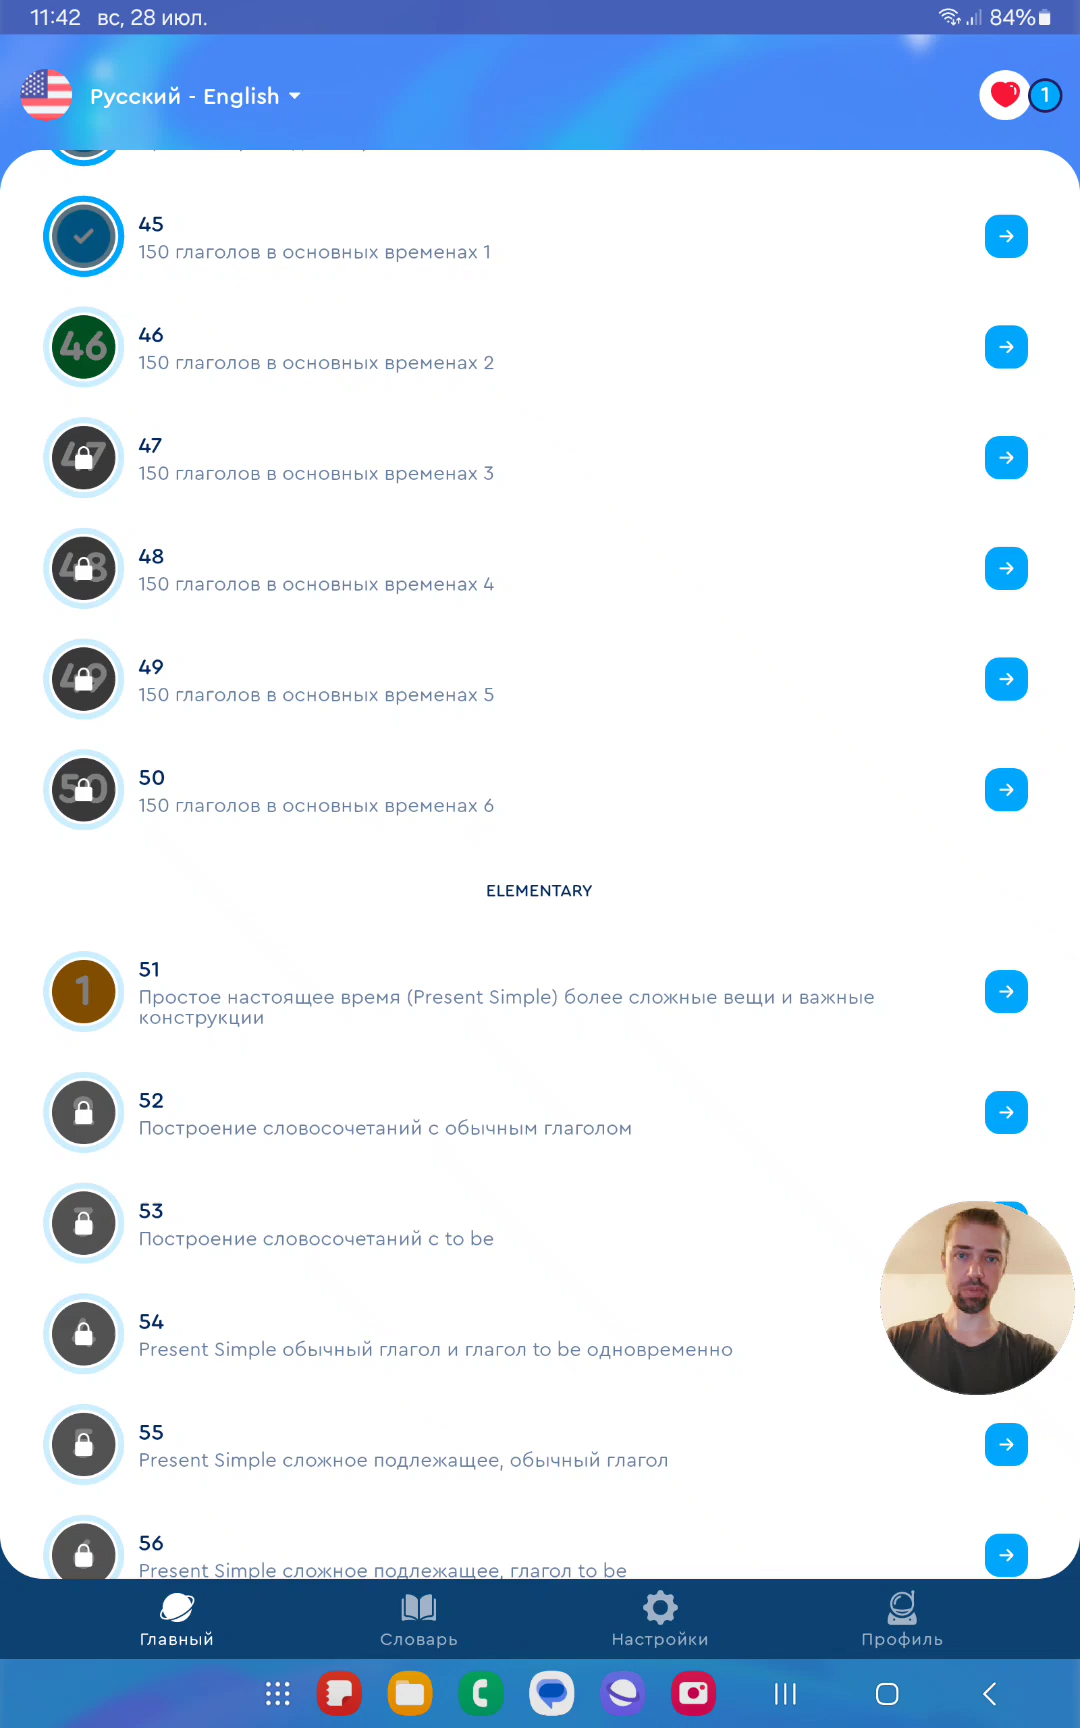 11:42 вс, 28 июл.
84%
Русский - English
1
45
150 глаголов в основных временах 1
46
46
150 глаголов в основных временах 2
47
47
150 глаголов в основных временах 3
48
48
150 глаголов в основных временах 4
49
49
150 глаголов в основных временах 5
50
50
150 глаголов в основных временах 6
ELEMENTARY
1
51
Простое настоящее время (Present Simple) более сложные вещи и важные
конструкции
52
Построение словосочетаний с обычным глаголом
53
Построение словосочетаний с to be
54
Present Simple обычный глагол и глагол to be одновременно
55
Present Simple сложное подлежащее, обычный глагол
56
Present Simple сложное подлежащее, глагол to be
Главный
Словарь
Настройки
Профиль